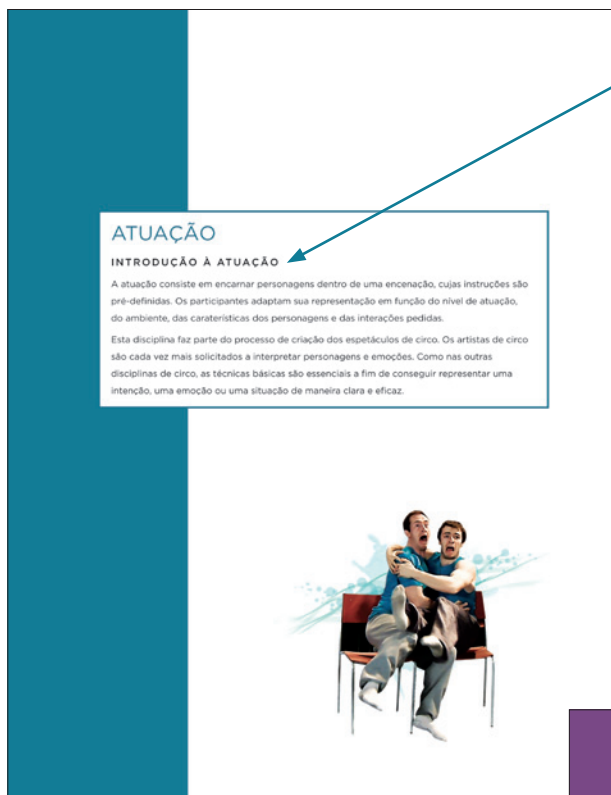 ATUAÇÃO
INTRODUÇÃO À ATUAÇÃO
A atuação consiste em encarnar personagens dentro de uma encenação, cujas instruções são
pré-definidas. Os participantes adaptam sua representação em função do nível de atuação,
do ambiente, das caraterísticas dos personagens e das interações pedidas.
Esta disciplina faz parte do processo de criação dos espetáculos de circo. Os artistas de circo
são cada vez mais solicitados a interpretar personagens e emoções. Como nas outras
disciplinas de circo, as técnicas básicas são essenciais a fim de conseguir representar uma
intenção, uma emoção ou uma situação de maneira clara e eficaz.